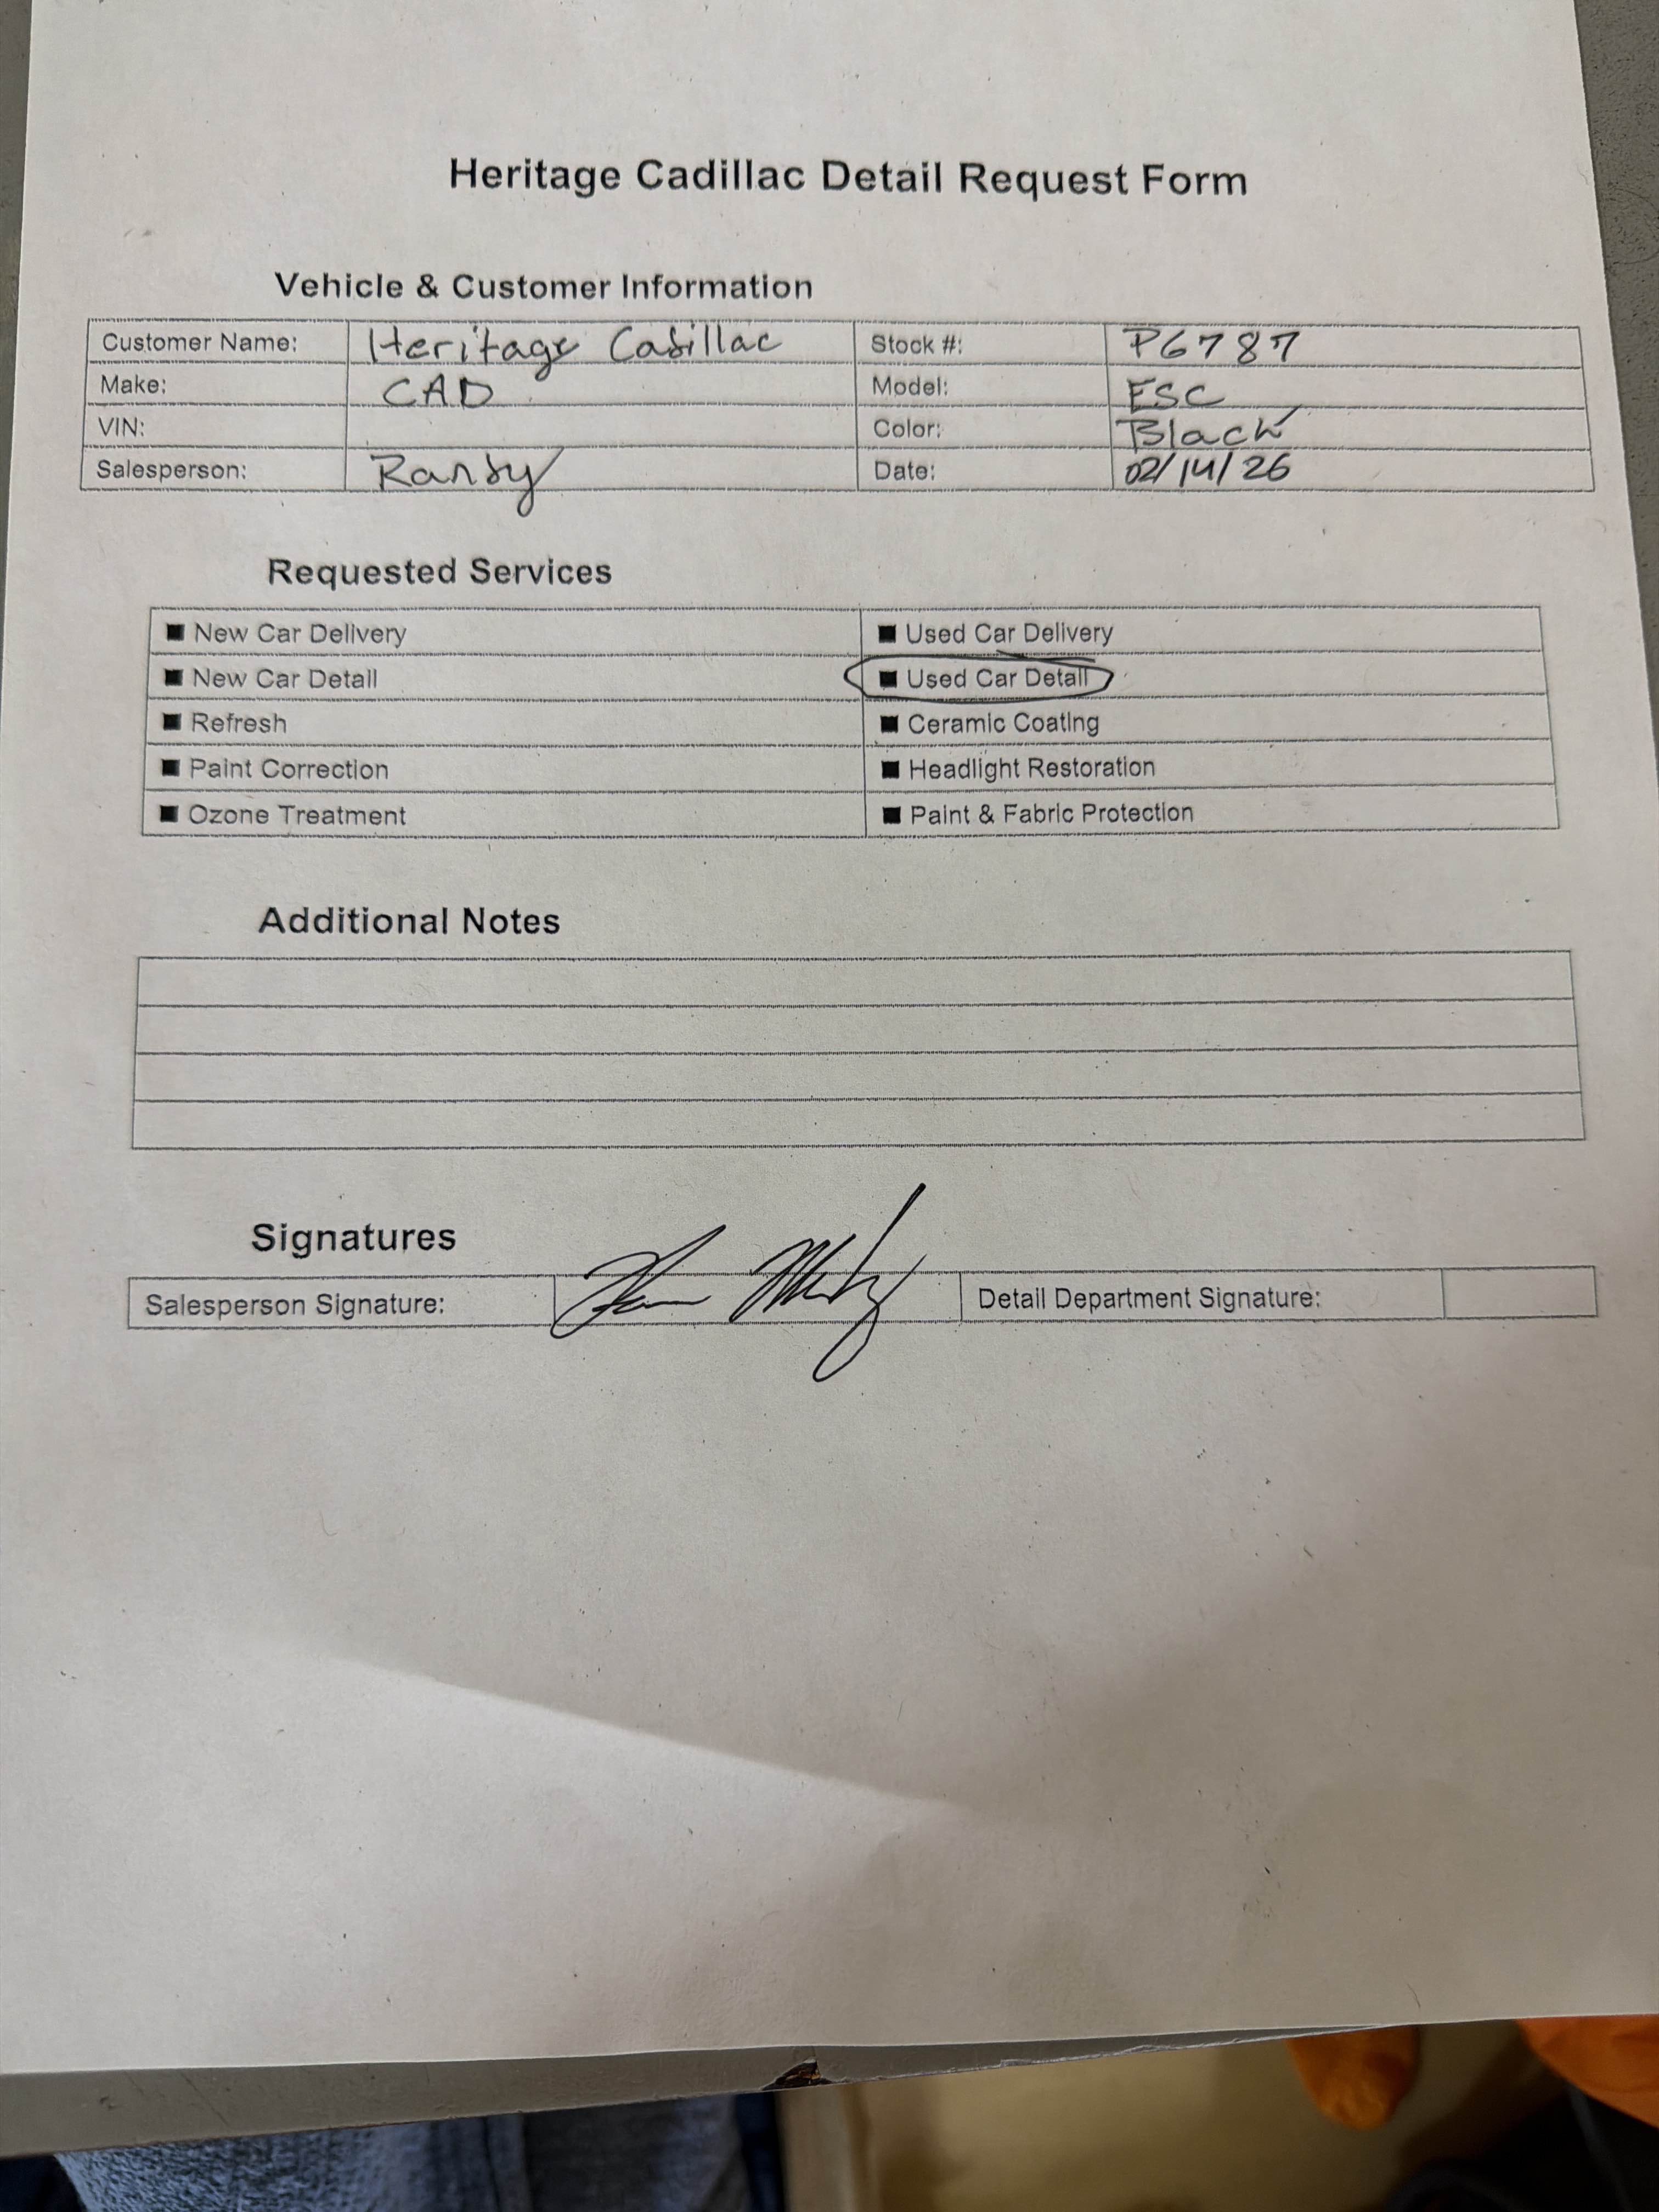 Heritage Cadillac Detail Request Form
Vehicle & Customer Information
Customer Name: Heritage Cadillac Stock #: P6787
Make: CAD Model: ESC
VIN: Color: Black
Salesperson: Randy Date: 02/14/26
Requested Services
■ New Car Delivery ■ Used Car Delivery
■ New Car Detail ■ Used Car Detail
■ Refresh ■ Ceramic Coating
■ Paint Correction ■ Headlight Restoration
■ Ozone Treatment ■ Paint & Fabric Protection
Additional Notes
Signatures
Salesperson Signature: Detail Department Signature: